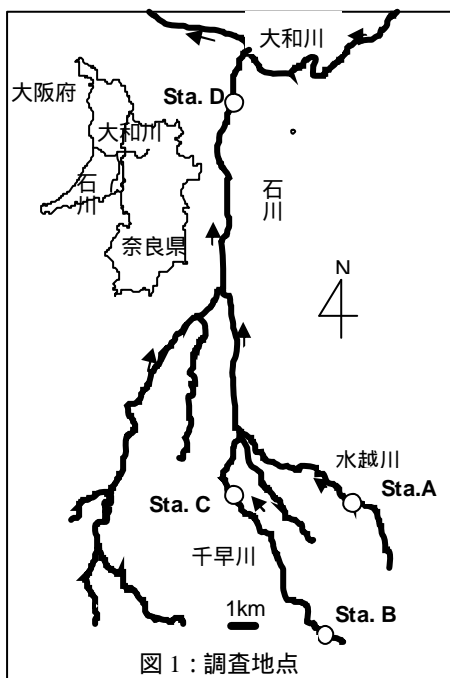 大和川
大阪府
Sta. D
大和川
石川
石川
奈良県
N
水越川
Sta.A
Sta. C
千早川
1km
Sta. B
図 1：調査地点